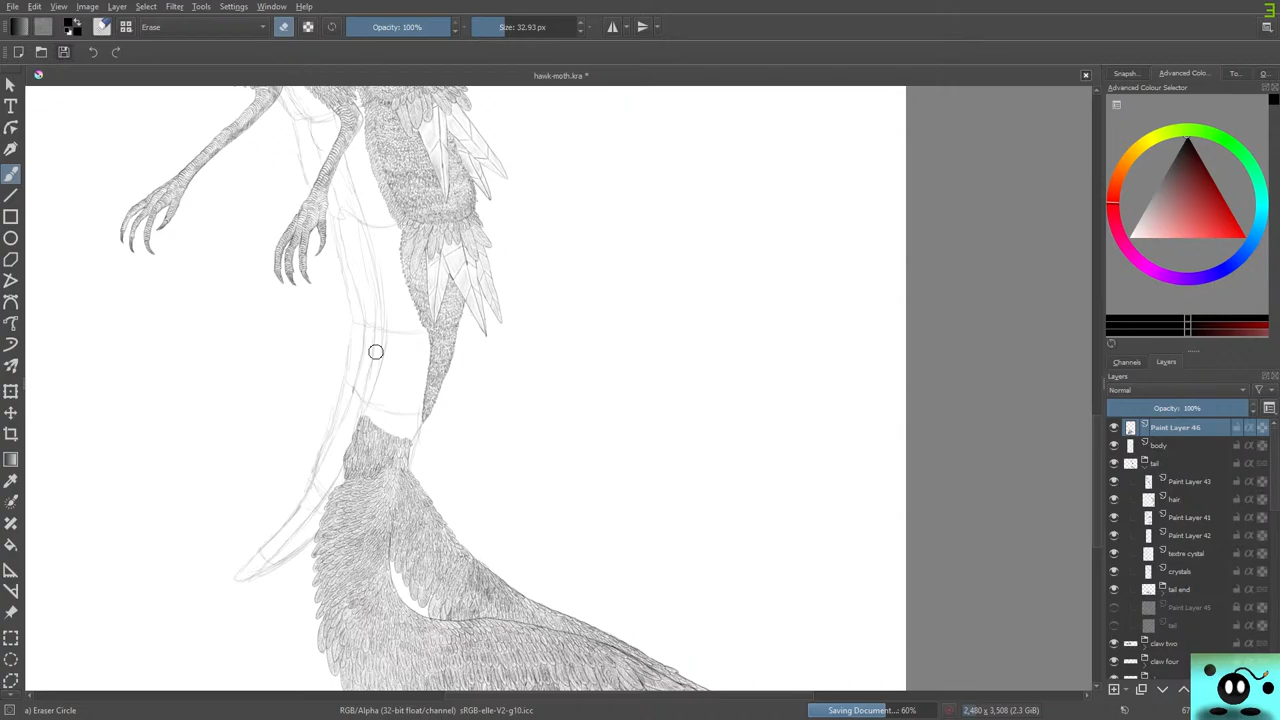 File Edit View Image Layer Select Filter Tools Settings Window Help
Erase Opacity: 100% Size: 32.93 px
hawk-moth.kra *
Snapsh... Advanced Colo... To... O...
Advanced Colour Selector
Channels Layers
Layers
Normal
Opacity: 100%
Paint Layer 46
body
tail
Paint Layer 43
hair
Paint Layer 41
Paint Layer 42
textre cystal
crystals
tail end
Paint Layer 45
tail
claw two
claw four
a) Eraser Circle RGB/Alpha (32-bit float/channel) sRGB-elle-V2-g10.icc Saving Document...: 60% 2,480 x 3,508 (2.3 GiB)